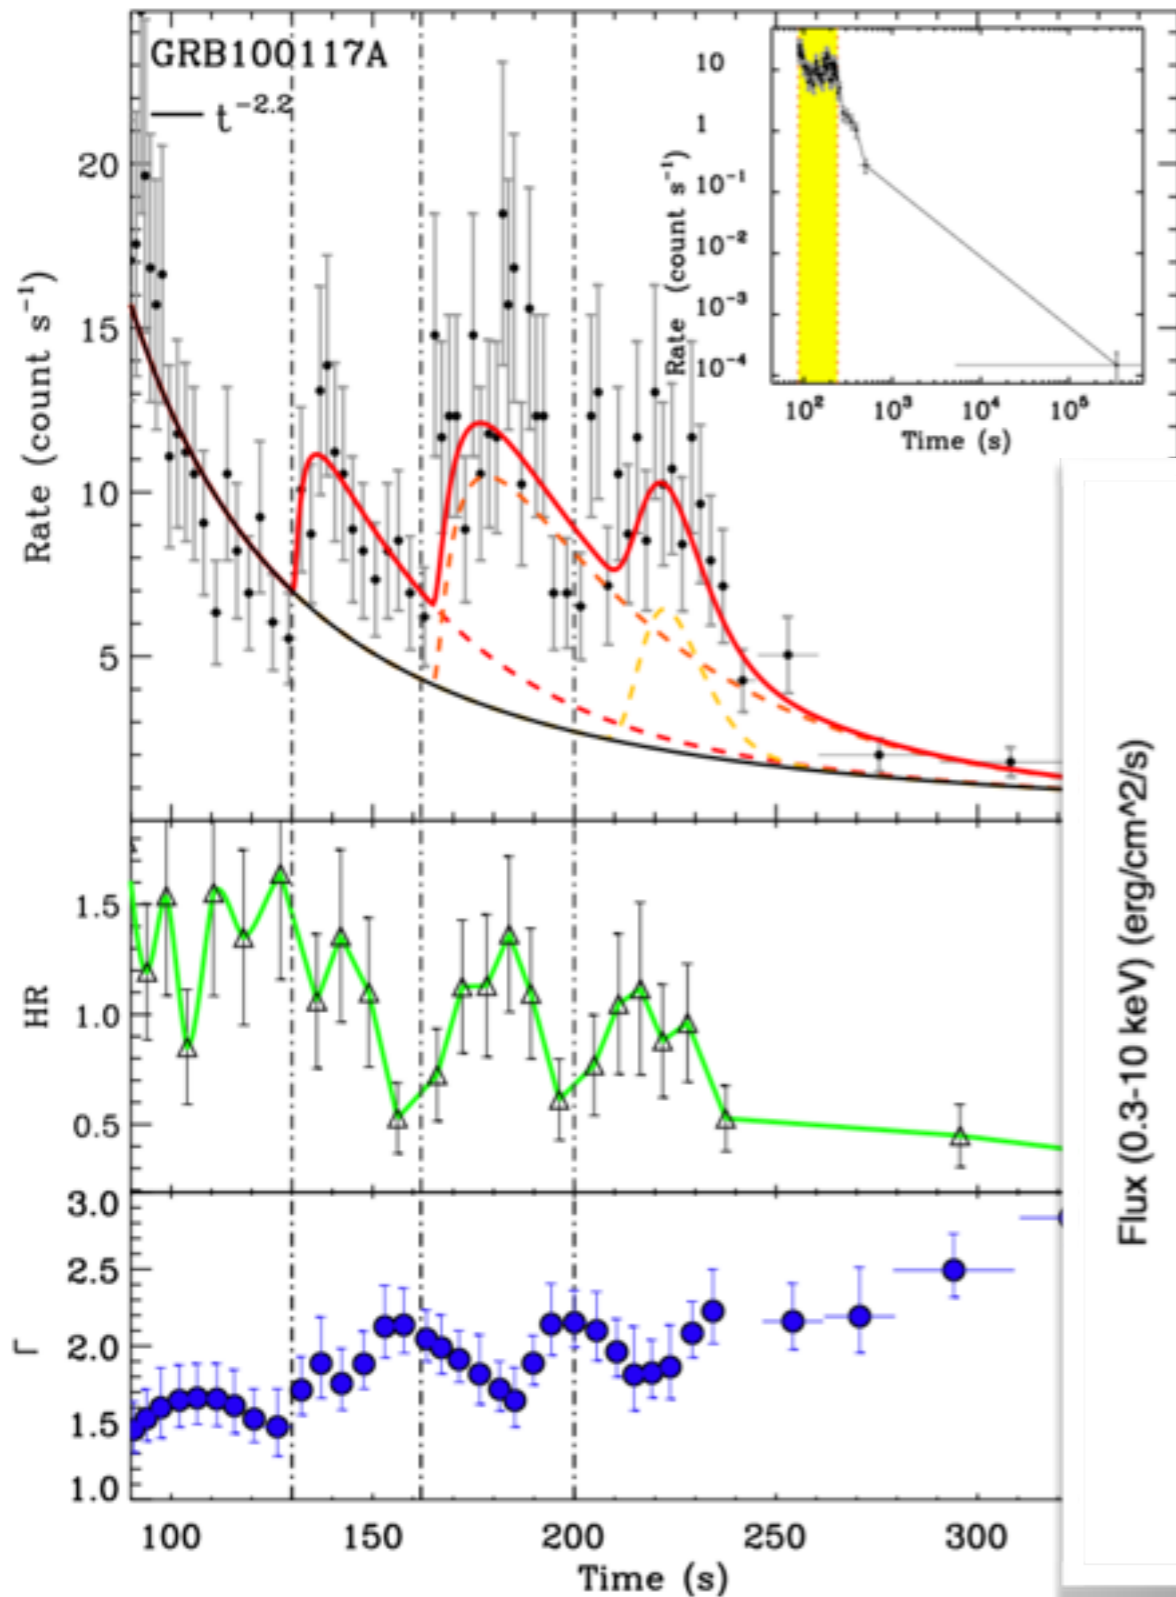 GRB100117A
t^-2.2
20
15
10
5
Rate (count s^-1)
10
1
10^-1
10^-2
10^-3
10^-4
Rate (count s^-1)
10^2 10^3 10^4 10^5
Time (s)
1.5
1.0
0.5
HR
3.0
2.5
2.0
1.5
1.0
Γ
100 150 200 250 300
Time (s)
Flux (0.3-10 keV) (erg/cm^2/s)